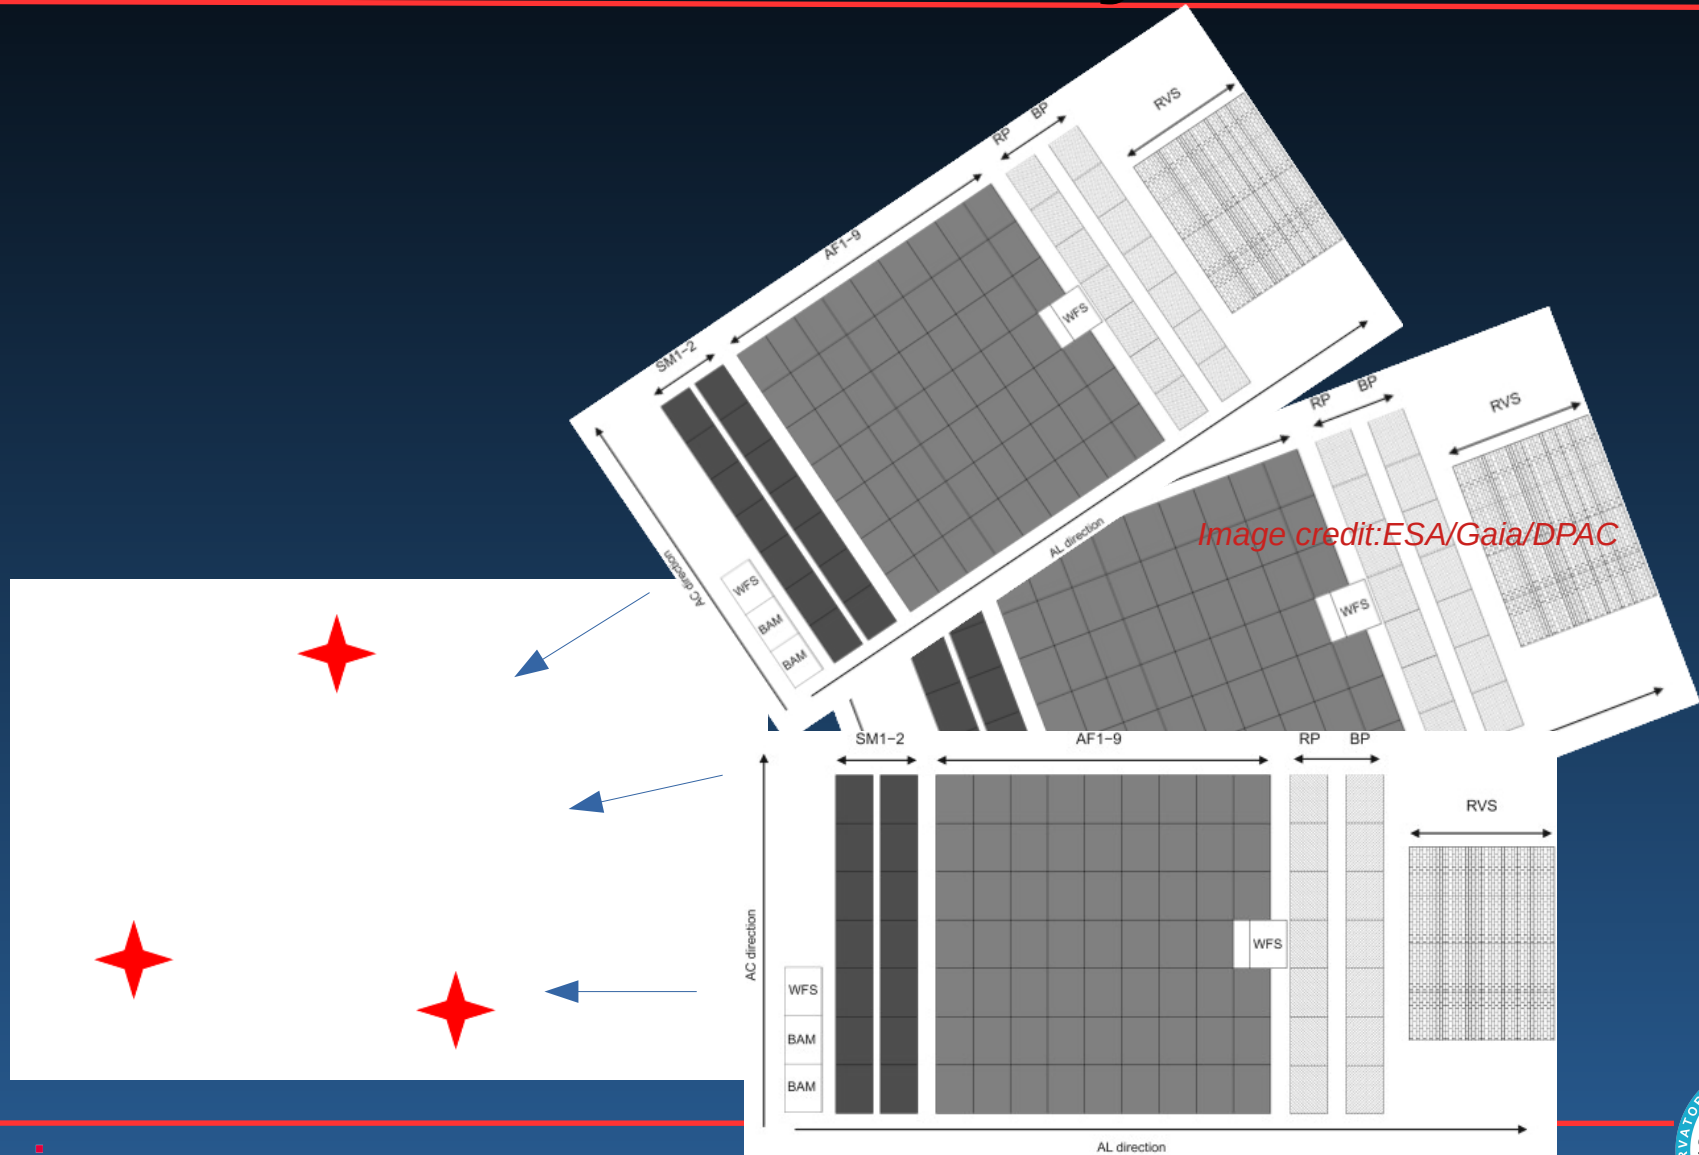 RVS
BP
RP
AF1−9
SM1−2
WFS
AC direction
WFS
BAM
BAM
AL direction
BP
RP
RVS
Image credit:ESA/Gaia/DPAC
WFS
SM1−2 AF1−9 RP BP
RVS
AC direction
WFS
WFS
BAM
BAM
AL direction